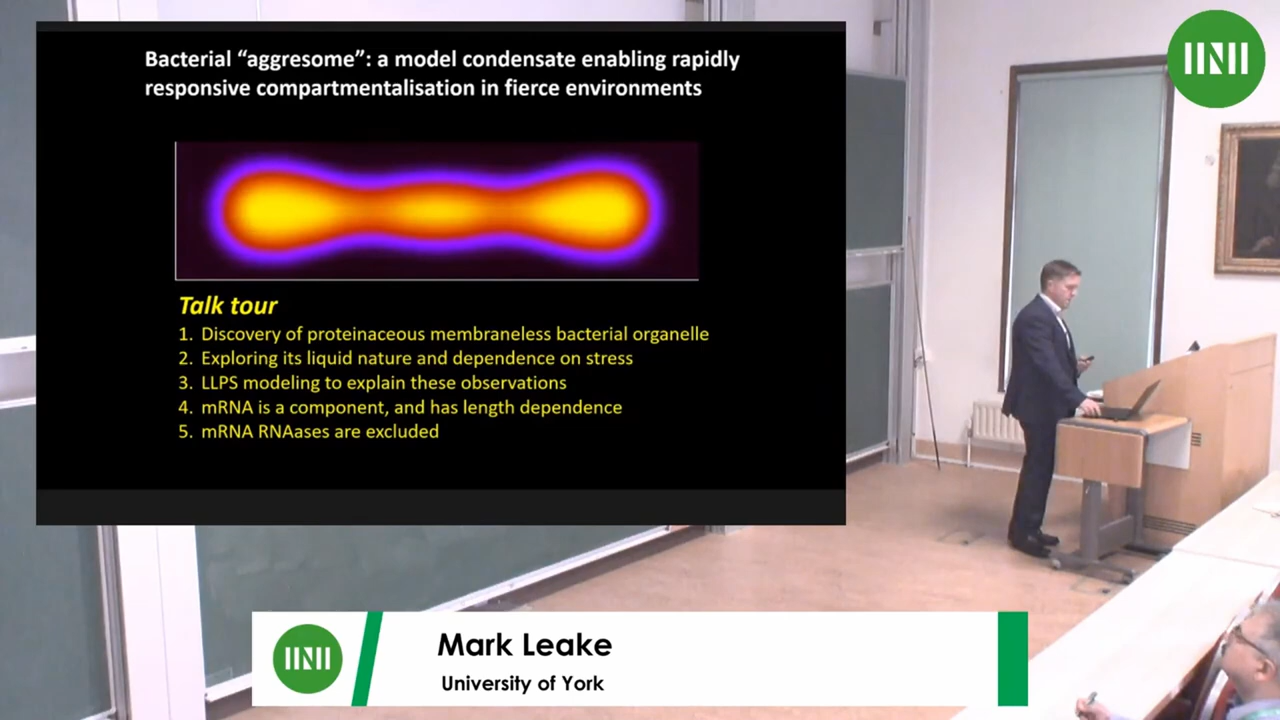 Bacterial “aggresome”: a model condensate enabling rapidly
responsive compartmentalisation in fierce environments
Talk tour
1. Discovery of proteinaceous membraneless bacterial organelle
2. Exploring its liquid nature and dependence on stress
3. LLPS modeling to explain these observations
4. mRNA is a component, and has length dependence
5. mRNA RNAases are excluded
Mark Leake
University of York